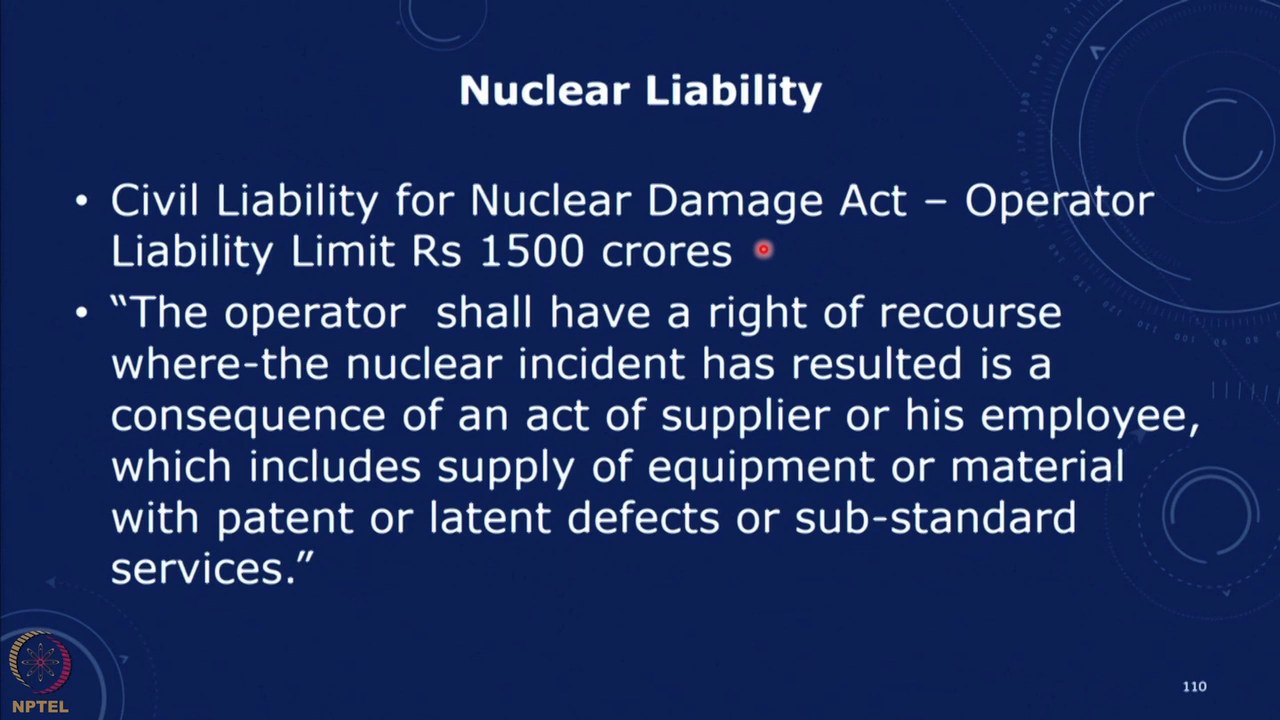 Nuclear Liability
• Civil Liability for Nuclear Damage Act – Operator
Liability Limit Rs 1500 crores
• “The operator  shall have a right of recourse
where-the nuclear incident has resulted is a
consequence of an act of supplier or his employee,
which includes supply of equipment or material
with patent or latent defects or sub-standard
services.”
NPTEL
110